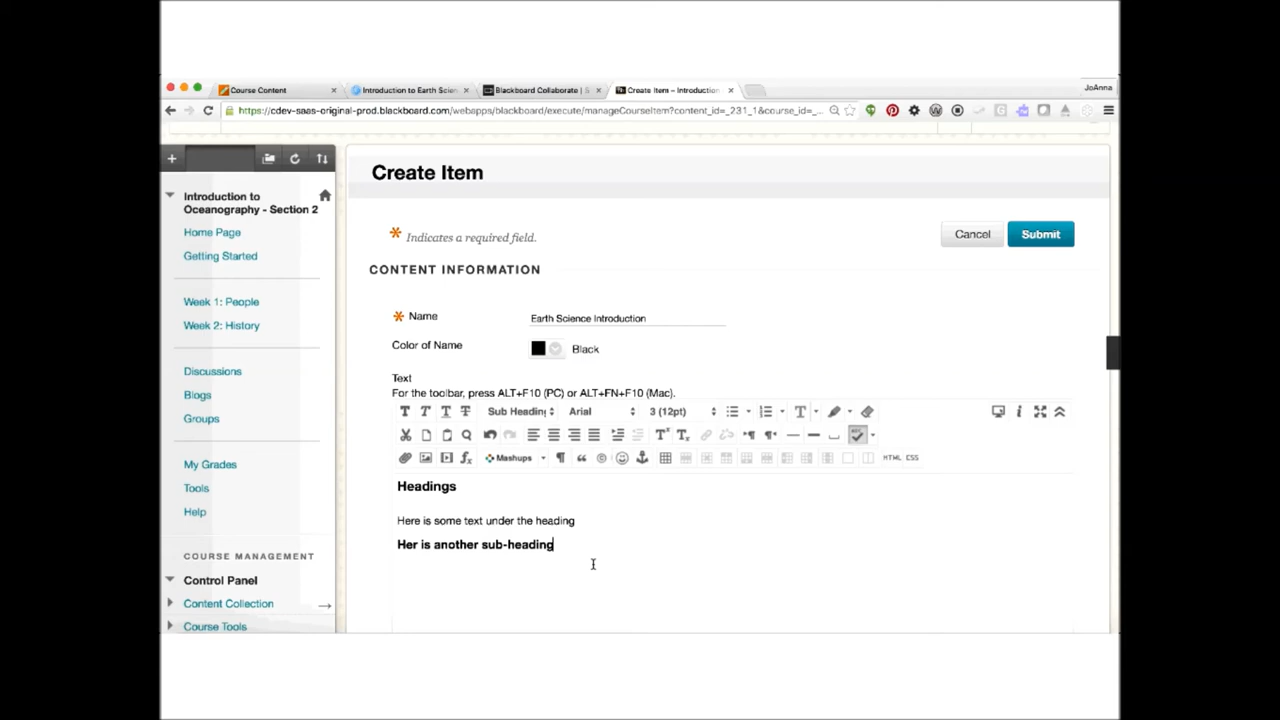 Course Content
Introduction to Earth Scien
Blackboard Collaborate | S
Create Item – Introduction
JoAnna
https://cdev-saas-original-prod.blackboard.com/webapps/blackboard/execute/manageCourseItem?content_id=_231_1&course_id=_...
Create Item
Introduction to
Oceanography - Section 2
Home Page
Getting Started
Week 1: People
Week 2: History
Discussions
Blogs
Groups
My Grades
Tools
Help
COURSE MANAGEMENT
Control Panel
Content Collection
Course Tools
Indicates a required field.
Cancel
Submit
CONTENT INFORMATION
Name
Earth Science Introduction
Color of Name
Black
Text
For the toolbar, press ALT+F10 (PC) or ALT+FN+F10 (Mac).
T T T T Sub Heading Arial 3 (12pt) T
Mashups
HTML CSS
Headings
Here is some text under the heading
Her is another sub-heading